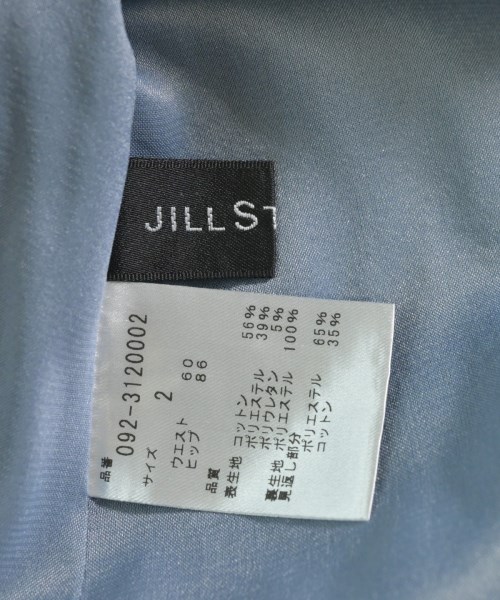 JILL ST
品番 092-3120002
サイズ 2
ウエスト 60
ヒップ 86
品質
表生地 コットン 56%
ポリエステル 39%
ポリウレタン 5%
裏生地 ポリエステル 100%
見返し部分
ポリエステル 65%
コットン 35%